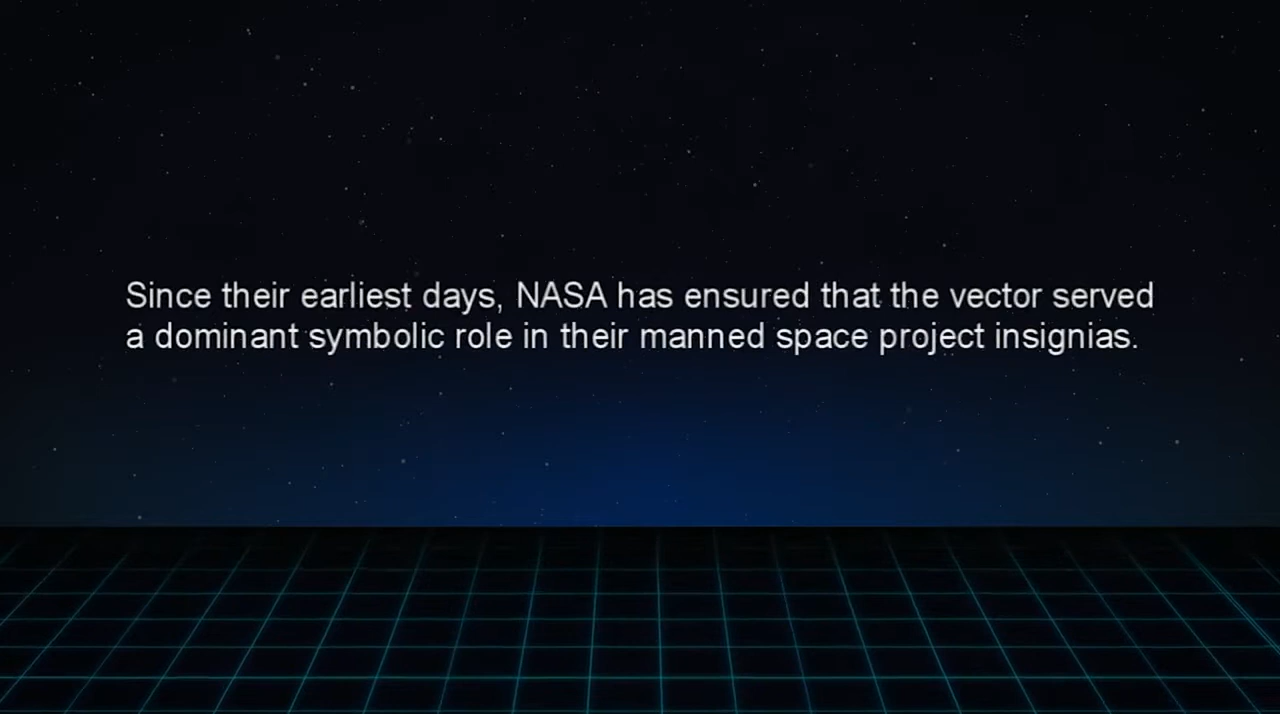 Since their earliest days, NASA has ensured that the vector served
a dominant symbolic role in their manned space project insignias.